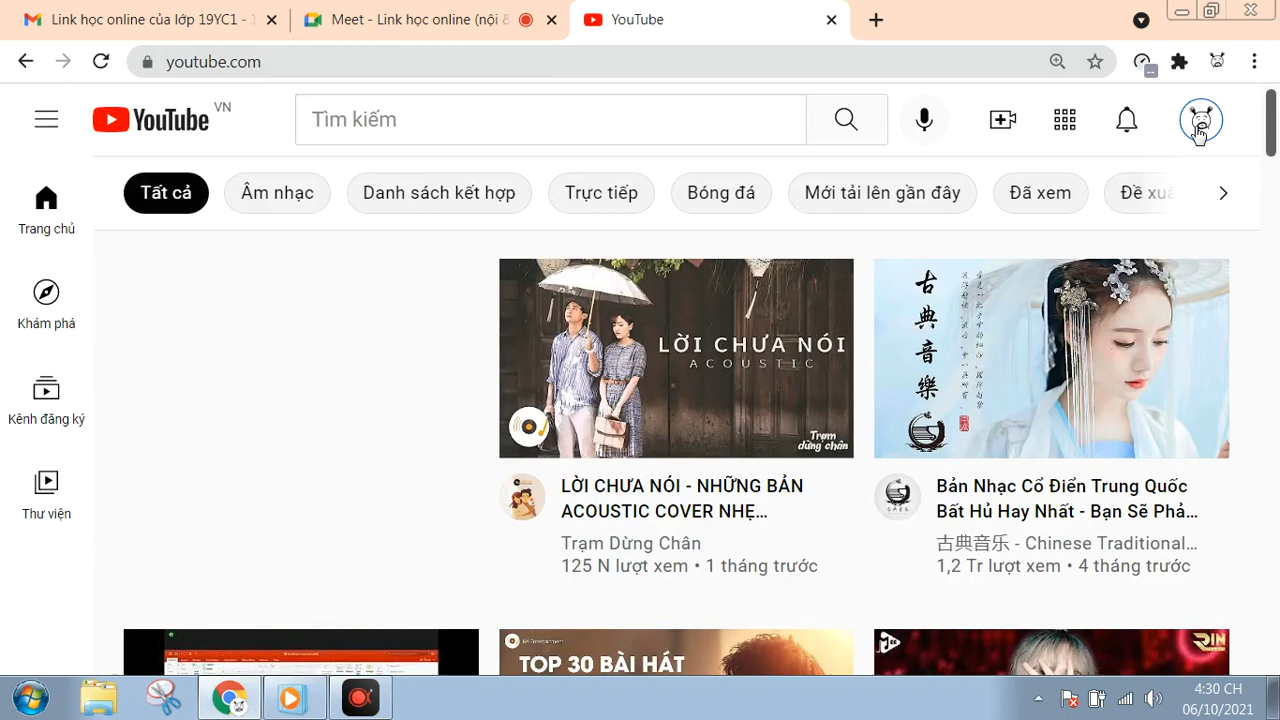 Link học online của lớp 19YC1 -
Meet - Link học online (nội &
YouTube
youtube.com
YouTube VN
Tìm kiếm
Tất cả
Âm nhạc
Danh sách kết hợp
Trực tiếp
Bóng đá
Mới tải lên gần đây
Đã xem
Đề xuấ
Trang chủ
Khám phá
Kênh đăng ký
Thư viện
LỜI CHƯA NÓI
ACOUSTIC
Trạm
dừng chân
古典音樂
LỜI CHƯA NÓI - NHỮNG BẢN
ACOUSTIC COVER NHẸ...
Trạm Dừng Chân
125 N lượt xem • 1 tháng trước
Bản Nhạc Cổ Điển Trung Quốc
Bất Hủ Hay Nhất - Bạn Sẽ Phả...
古典音乐 - Chinese Traditional...
1,2 Tr lượt xem • 4 tháng trước
TOP 30 BÀI HÁT
RIN
4:30 CH
06/10/2021